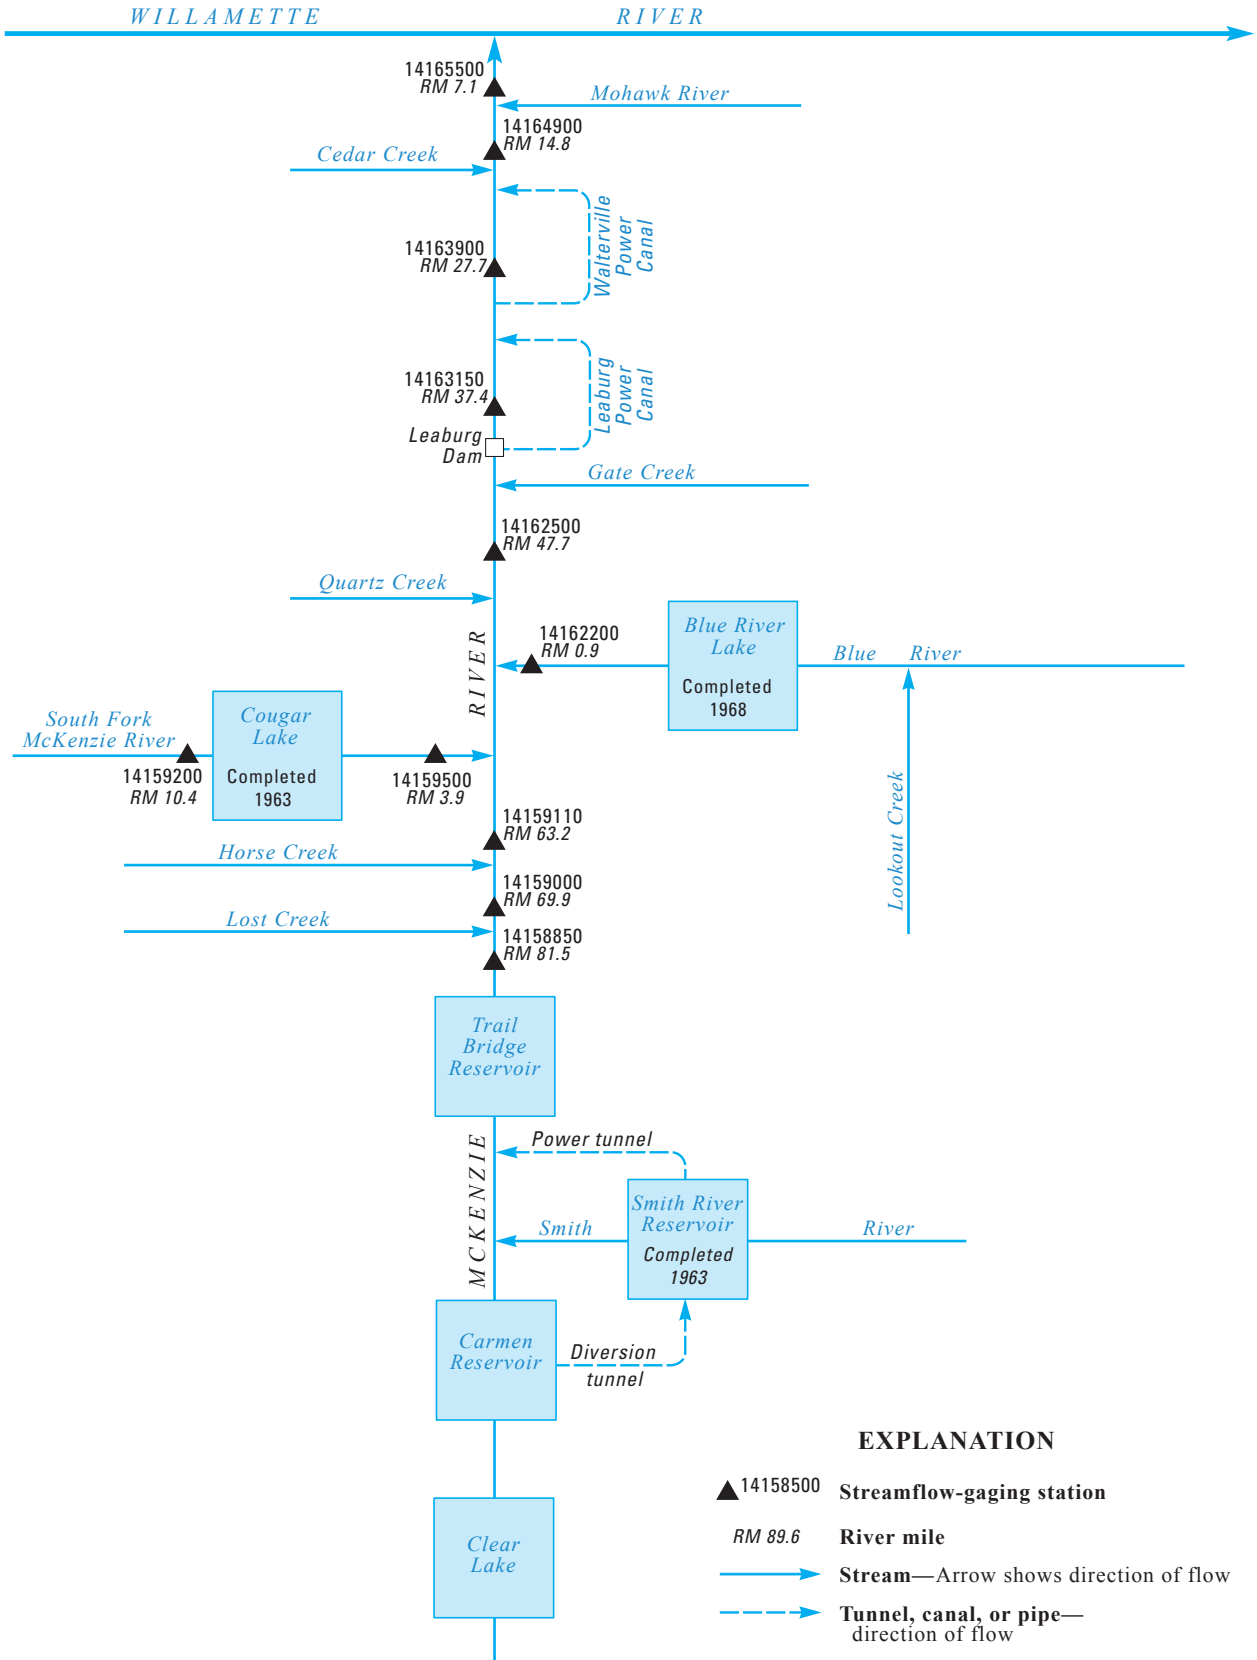 WILLAMETTE RIVER
14165500
RM 7.1
Mohawk River
14164900
RM 14.8
Cedar Creek
Walterville
Power
Canal
14163900
RM 27.7
Leaburg
Power
Canal
14163150
RM 37.4
Leaburg
Dam
Gate Creek
14162500
RM 47.7
Quartz Creek
RIVER
14162200
RM 0.9
Blue River
Lake
Completed
1968
Blue River
South Fork
McKenzie River
14159200
RM 10.4
Cougar
Lake
Completed
1963
14159500
RM 3.9
Lookout Creek
14159110
RM 63.2
Horse Creek
14159000
RM 69.9
Lost Creek
14158850
RM 81.5
Trail
Bridge
Reservoir
MCKENZIE
Power tunnel
Smith River
Reservoir
Completed
1963
Smith River
Carmen
Reservoir
Diversion
tunnel
Clear
Lake
EXPLANATION
14158500 Streamflow-gaging station
RM 89.6 River mile
Stream—Arrow shows direction of flow
Tunnel, canal, or pipe—
direction of flow